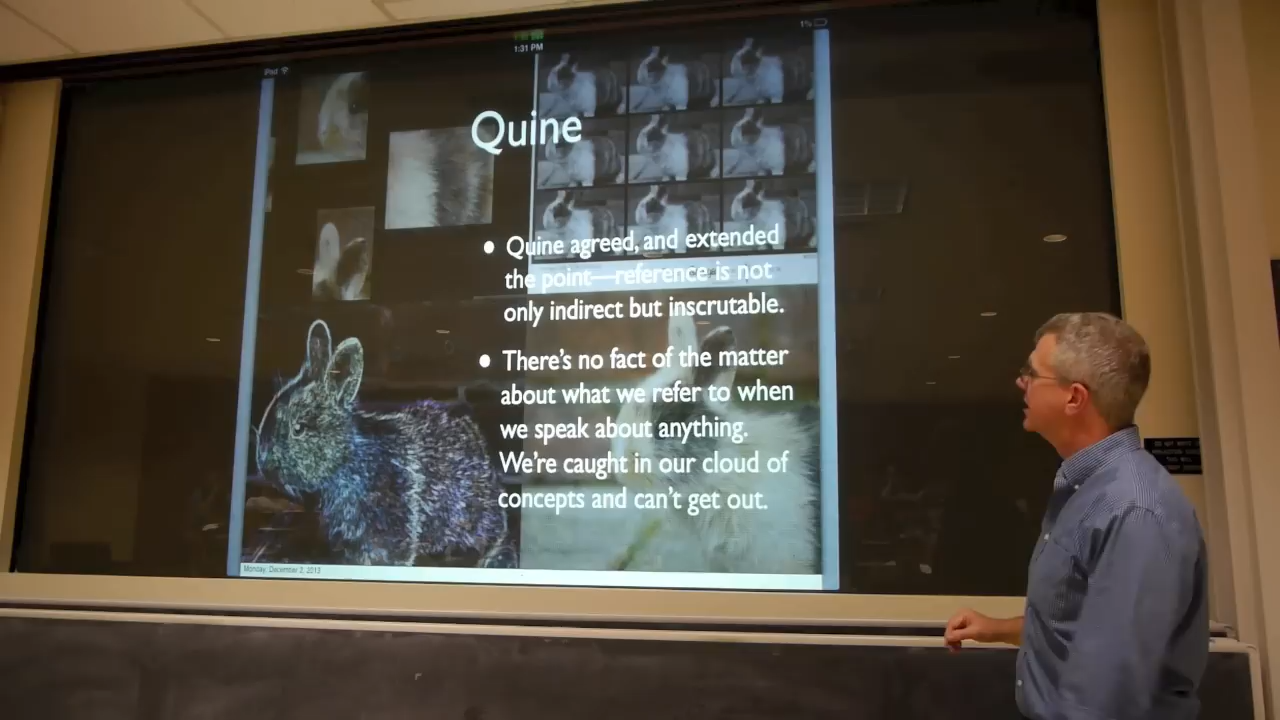 iPad
1:31 PM
1%
Quine
• Quine agreed, and extended
the point—reference is not
only indirect but inscrutable.
• There's no fact of the matter
about what we refer to when
we speak about anything.
We're caught in our cloud of
concepts and can't get out.
Monday, December 2, 2013